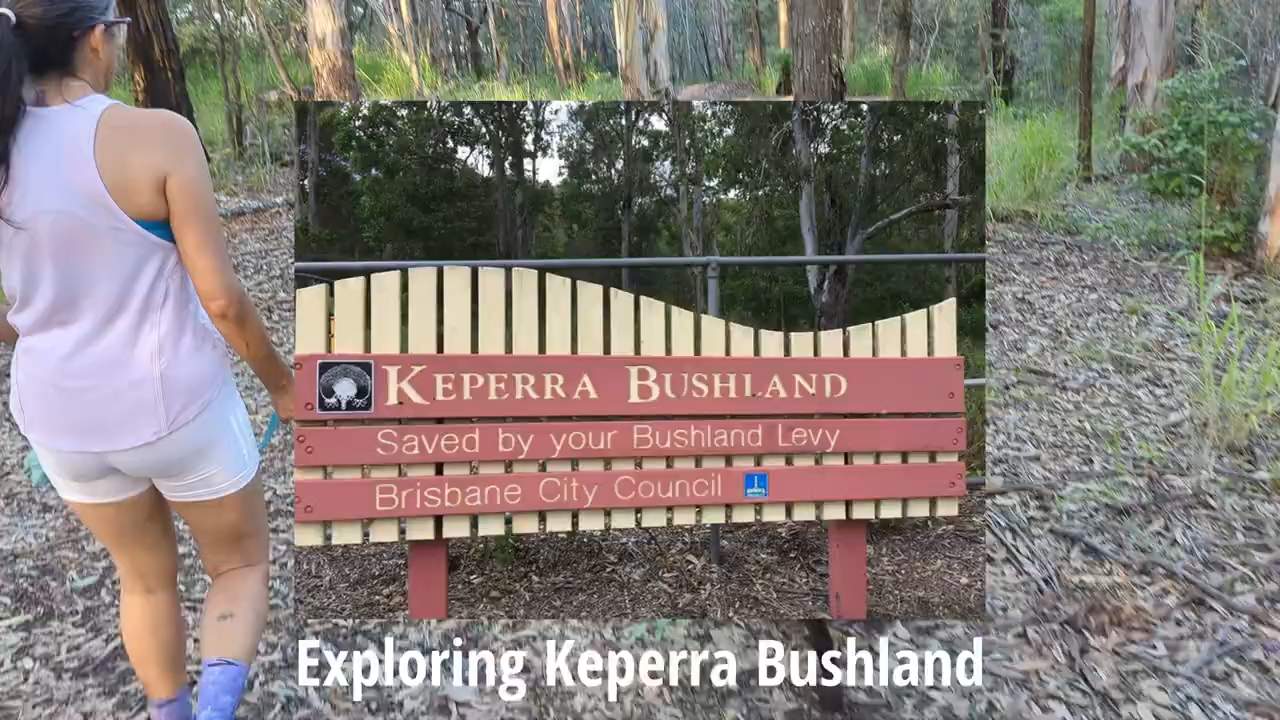 KEPERRA BUSHLAND
Saved by your Bushland Levy
Brisbane City Council
Exploring Keperra Bushland